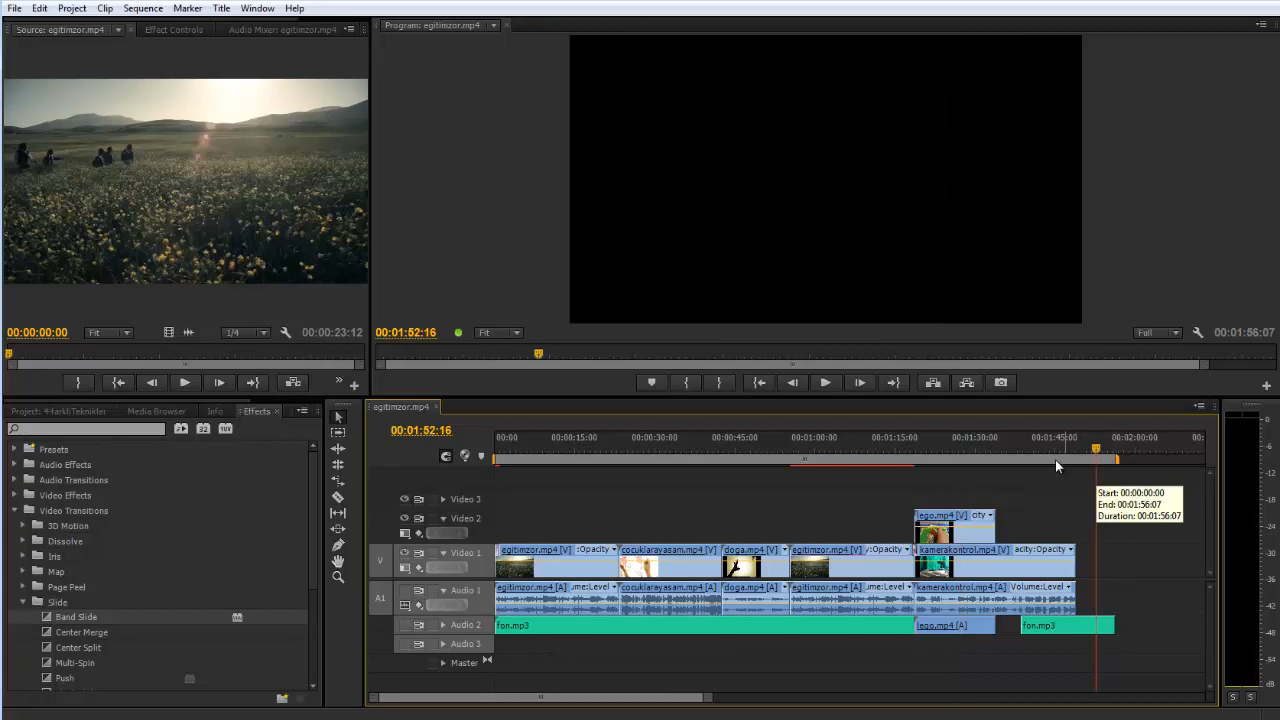 File Edit Project Clip Sequence Marker Title Window Help
Source: egitimzor.mp4 Effect Controls Audio Mixer: egitimzor.mp4
Program: egitimzor.mp4
00:00:00:00 Fit 1/4 00:00:23:12
00:01:52:16 Fit Full 00:01:56:07
Project: 4-farkliTeknikler Media Browser Info Effects
32 YUV
Presets
Audio Effects
Audio Transitions
Video Effects
Video Transitions
3D Motion
Dissolve
Iris
Map
Page Peel
Slide
Band Slide
Center Merge
Center Split
Multi-Spin
Push
egitimzor.mp4
00:01:52:16
00:00 00:00:15:00 00:00:30:00 00:00:45:00 00:01:00:00 00:01:15:00 00:01:30:00 00:01:45:00 00:02:00:00 00:
Start: 00:00:00:00
End: 00:01:56:07
Duration: 00:01:56:07
Video 3
Video 2 lego.mp4 [V] city
V Video 1 egitimzor.mp4 [V] :Opacity cocuklarayasam.mp4 [V] doga.mp4 [V] egitimzor.mp4 [V] y:Opacity kamerakontrol.mp4 [V] acity:Opacity
A1 Audio 1 egitimzor.mp4 [A] ume:Level cocuklarayasam.mp4 [A] doga.mp4 [A] egitimzor.mp4 [A] ume:Level kamerakontrol.mp4 [A] Volume:Level
Audio 2 fon.mp3 lego.mp4 [A] fon.mp3
Audio 3
Master
0
S S